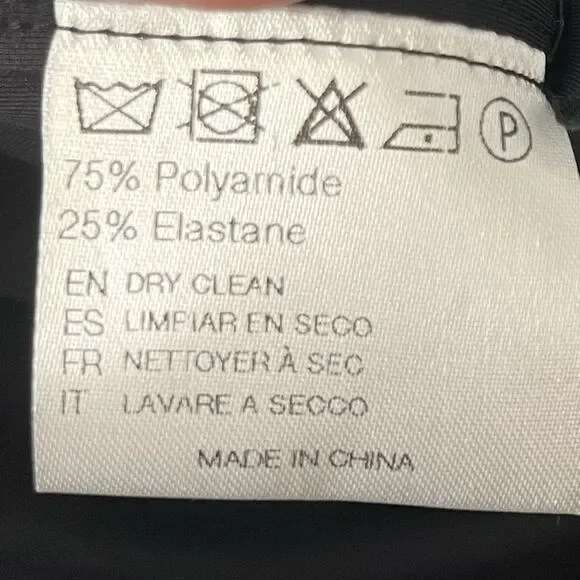 P
75% Polyamide
25% Elastane
EN DRY CLEAN
ES LIMPIAR EN SECO
FR NETTOYER À SEC
IT LAVARE A SECCO
MADE IN CHINA